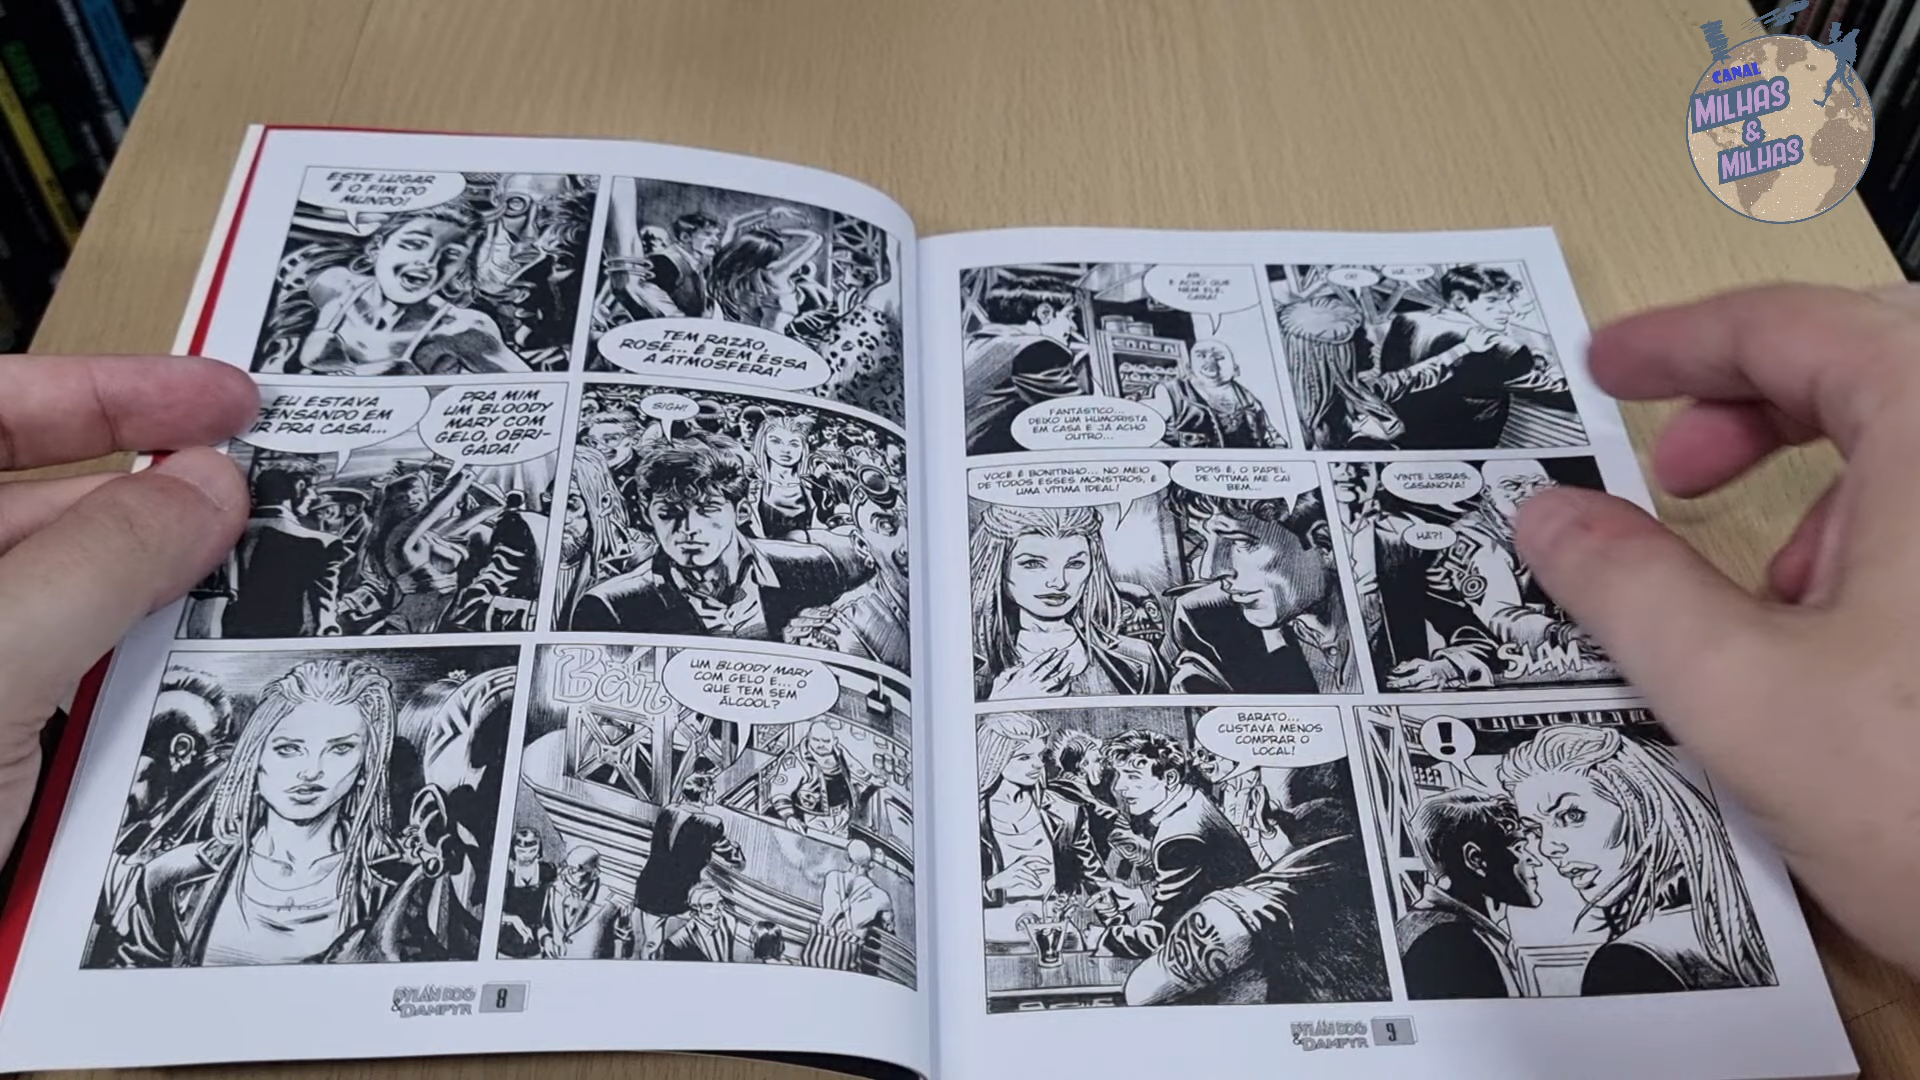 CANAL
MILHAS
&
MILHAS
ESTE LUGAR
É O FIM DO
MUNDO!
TEM RAZÃO,
ROSE... É BEM ESSA
A ATMOSFERA!
EU ESTAVA
PENSANDO EM
IR PRA CASA...
PRA MIM
UM BLOODY
MARY COM
GELO, OBRI-
GADA!
SIGH!
Bar
UM BLOODY MARY
COM GELO E... O
QUE TEM SEM
ÁLCOOL?
DYLAN DOG
& DAMPYR
8
E ACHO QUE
NEM ELE,
CARA!
FANTÁSTICO...
DEIXO UM HUMORISTA
EM CASA E JÁ ACHO
OUTRO...
OI!
HÃ...?!
VOCÊ É BONITINHO... NO MEIO
DE TODOS ESSES MONSTROS, É
UMA VÍTIMA IDEAL!
POIS É, O PAPEL
DE VÍTIMA ME CAI
BEM...
VINTE LIBRAS,
CASANOVA!
HÃ?!
SLAM
BARATO...
CUSTAVA MENOS
COMPRAR O
LOCAL!
!
DYLAN DOG
& DAMPYR
9